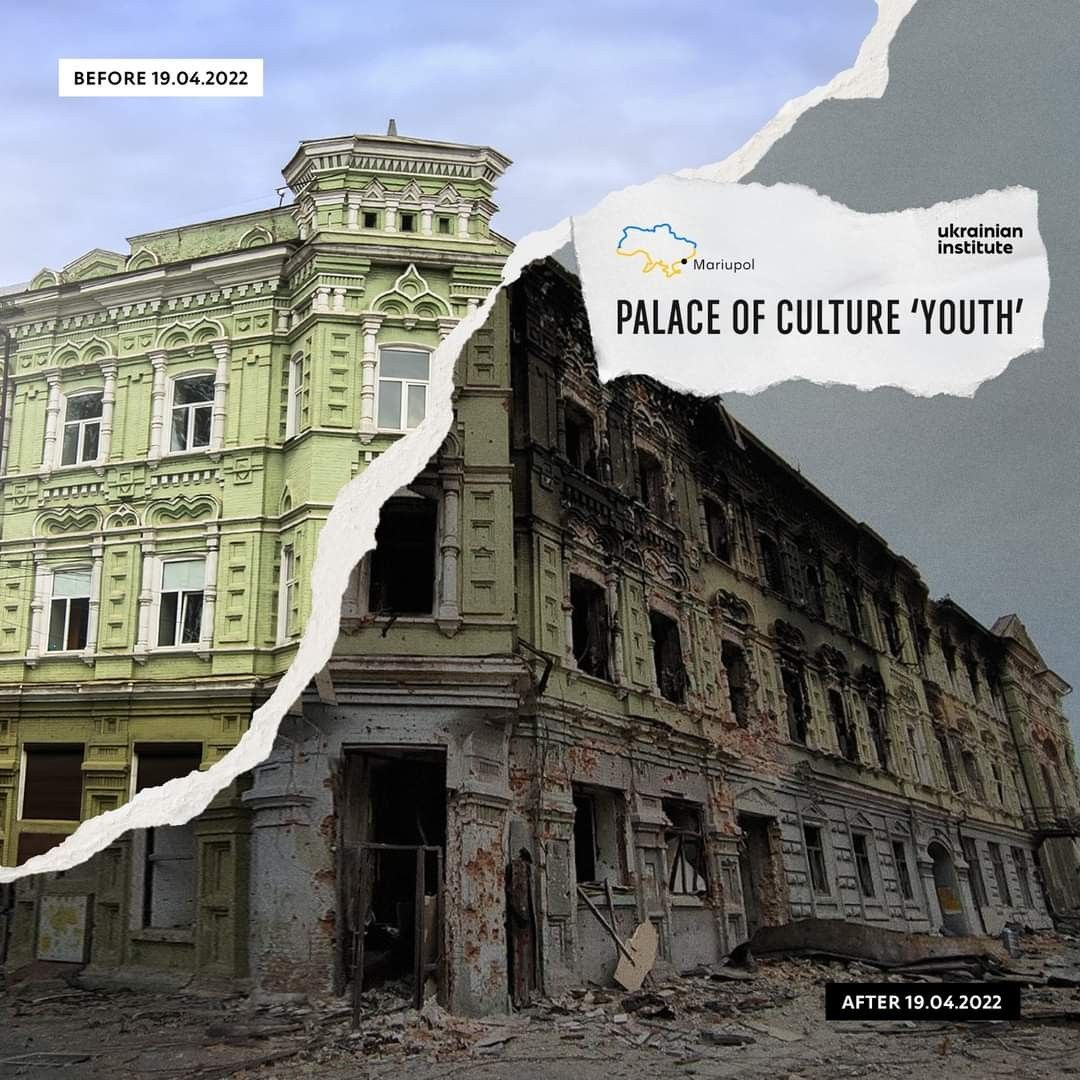 BEFORE 19.04.2022
Mariupol
ukrainian
institute
PALACE OF CULTURE ‘YOUTH’
AFTER 19.04.2022